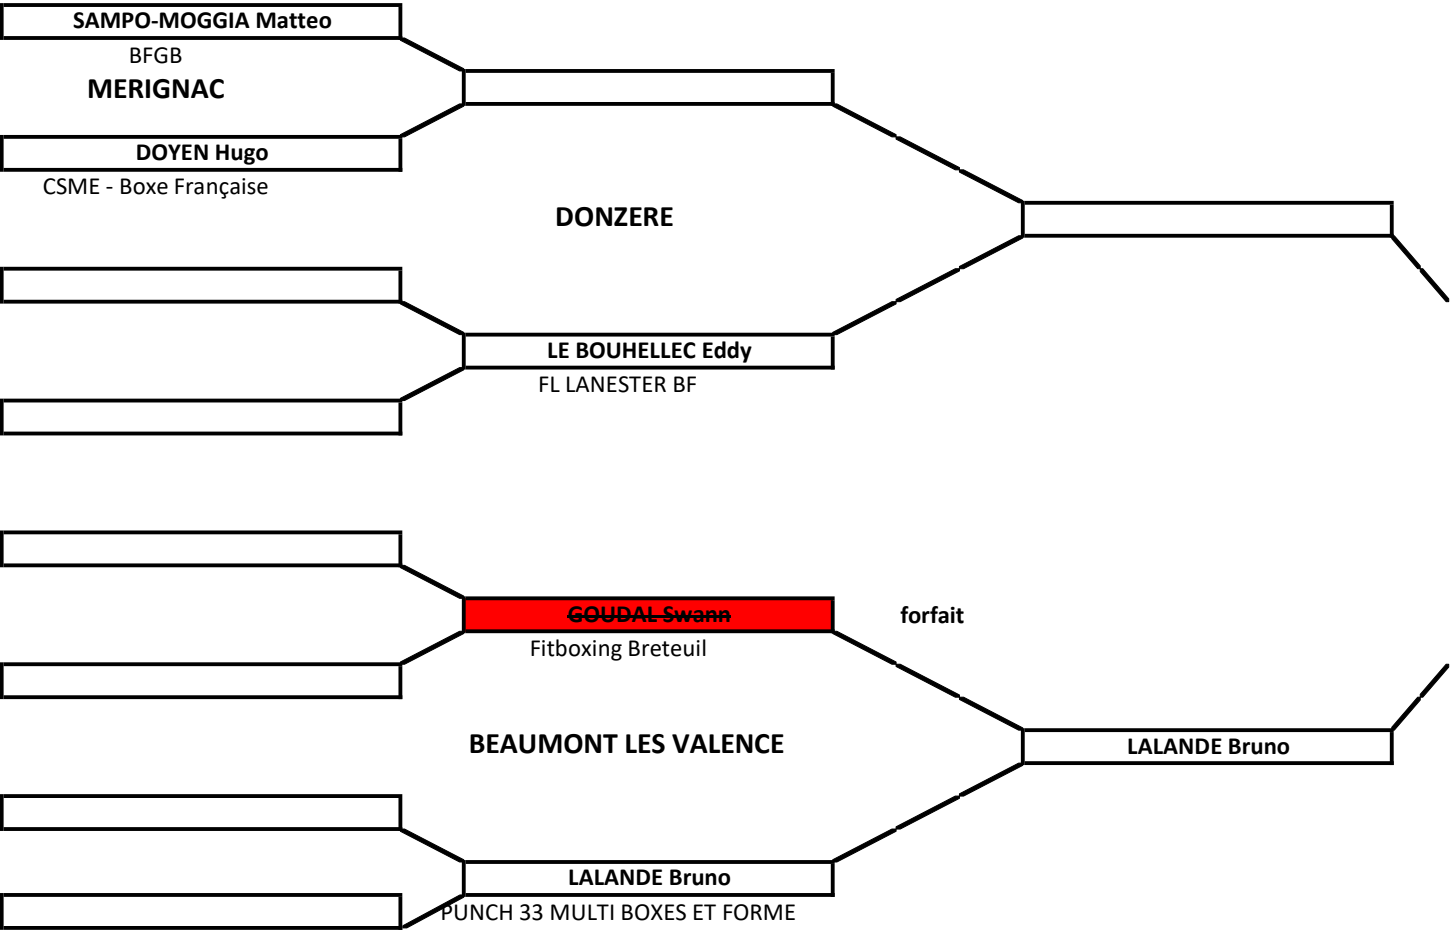 SAMPO-MOGGIA Matteo
BFGB
MERIGNAC
DOYEN Hugo
CSME - Boxe Française
DONZERE
LE BOUHELLEC Eddy
FL LANESTER BF
GOUDAL Swann
forfait
Fitboxing Breteuil
BEAUMONT LES VALENCE
LALANDE Bruno
LALANDE Bruno
PUNCH 33 MULTI BOXES ET FORME